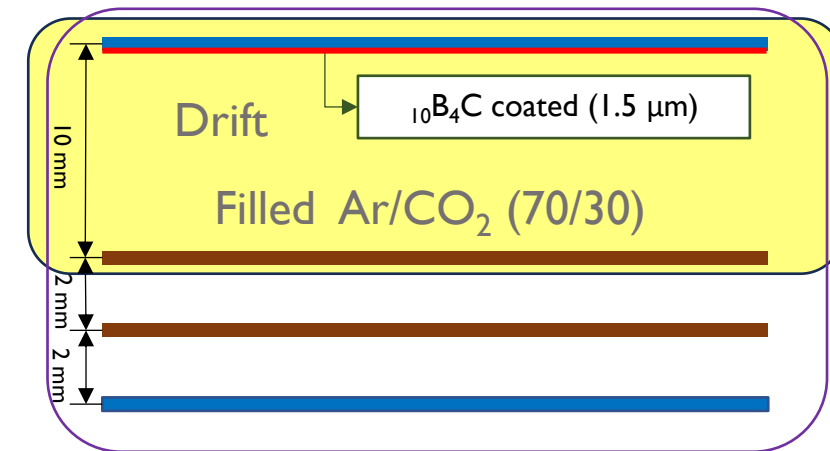 ₁₀B₄C coated (1.5 μm)
Drift
10 mm
Filled Ar/CO₂ (70/30)
2 mm
2 mm